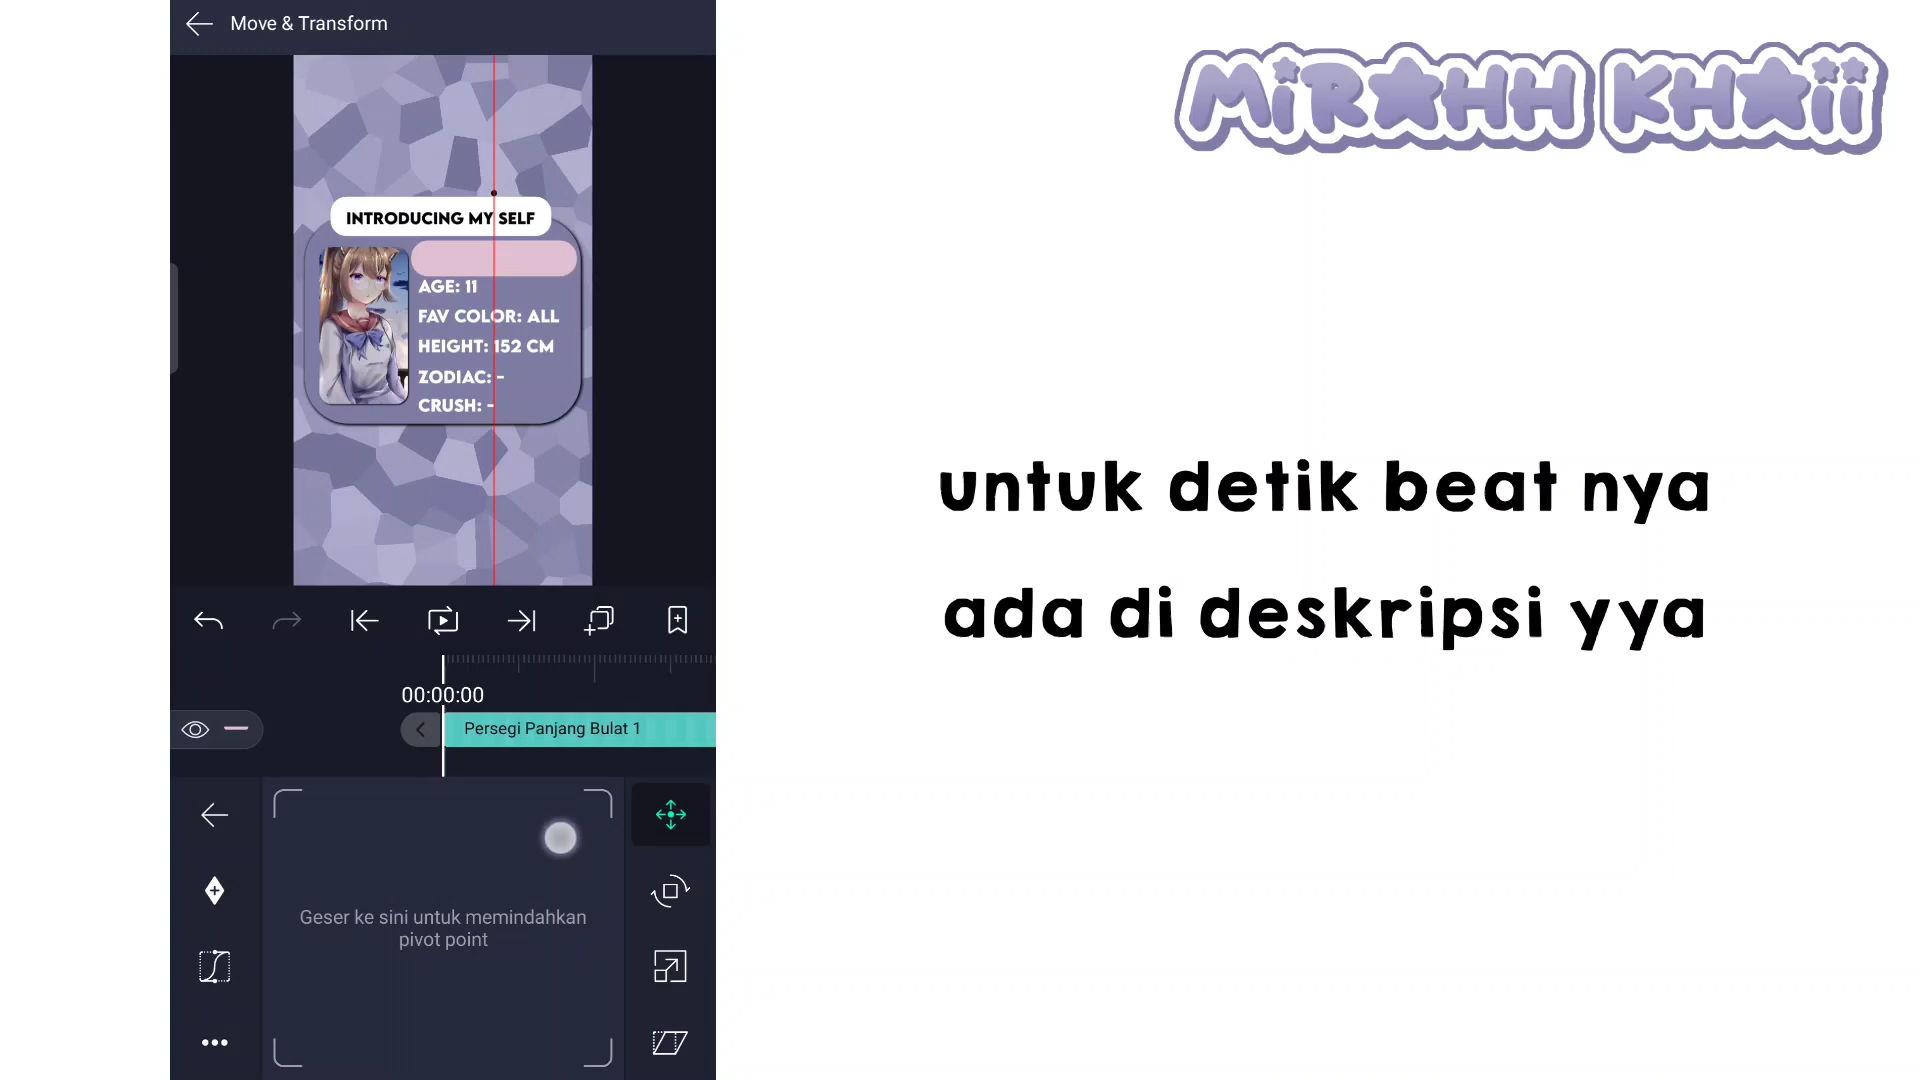 Move & Transform
MiRAHH KHAii
INTRODUCING MY SELF
AGE: 11
FAV COLOR: ALL
HEIGHT: 152 CM
ZODIAC: -
CRUSH: -
untuk detik beat nya
ada di deskripsi yya
00:00:00
Persegi Panjang Bulat 1
Geser ke sini untuk memindahkan
pivot point